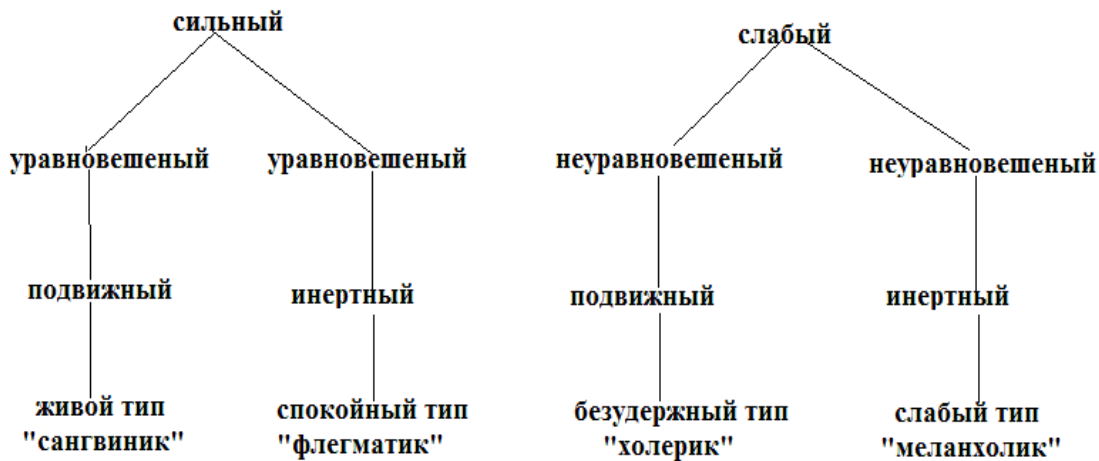 сильный
слабый
уравновешеный
уравновешеный
неуравновешеный
неуравновешеный
подвижный
инертный
подвижный
инертный
живой тип
"сангвиник"
спокойный тип
"флегматик"
безудержный тип
"холерик"
слабый тип
"меланхолик"